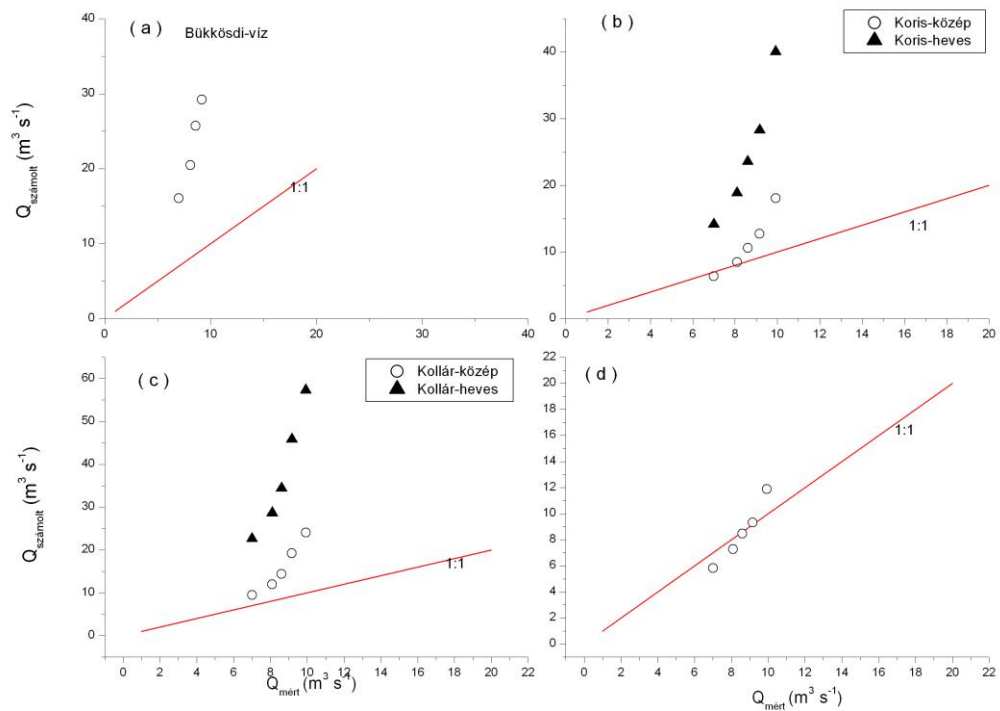 ( a )
Bükkösdi-víz
40
30
20
10
0
0
10
20
30
40
1:1
Qszámolt (m³ s⁻¹)
( b )
Koris-közép
Koris-heves
40
30
20
10
0
0 2 4 6 8 10 12 14 16 18 20
1:1
( c )
Kollár-közép
Kollár-heves
60
50
40
30
20
10
0
0 2 4 6 8 10 12 14 16 18 20 22
1:1
Qszámolt (m³ s⁻¹)
Qmért (m³ s⁻¹)
( d )
22
20
18
16
14
12
10
8
6
4
2
0
0 2 4 6 8 10 12 14 16 18 20 22
1:1
Qmért (m³ s⁻¹)